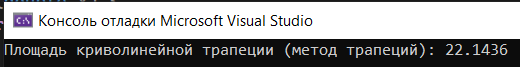 Консоль отладки Microsoft Visual Studio
Площадь криволинейной трапеции (метод трапеций): 22.1436